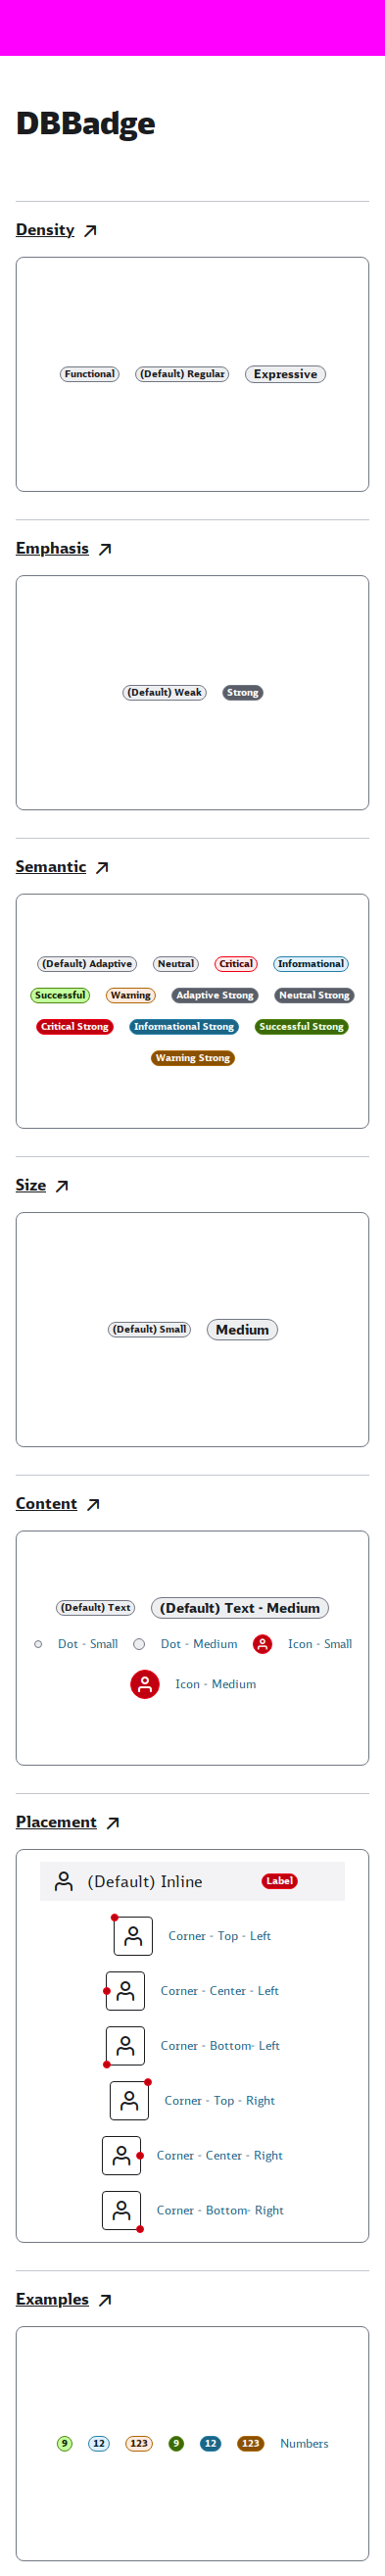 DBBadge
Density
Functional (Default) Regular Expressive
Emphasis
(Default) Weak Strong
Semantic
(Default) Adaptive Neutral Critical Informational
Successful Warning Adaptive Strong Neutral Strong
Critical Strong Informational Strong Successful Strong
Warning Strong
Size
(Default) Small Medium
Content
(Default) Text (Default) Text - Medium
Dot - Small Dot - Medium Icon - Small
Icon - Medium
Placement
(Default) Inline Label
Corner - Top - Left
Corner - Center - Left
Corner - Bottom- Left
Corner - Top - Right
Corner - Center - Right
Corner - Bottom- Right
Examples
9 12 123 9 12 123 Numbers